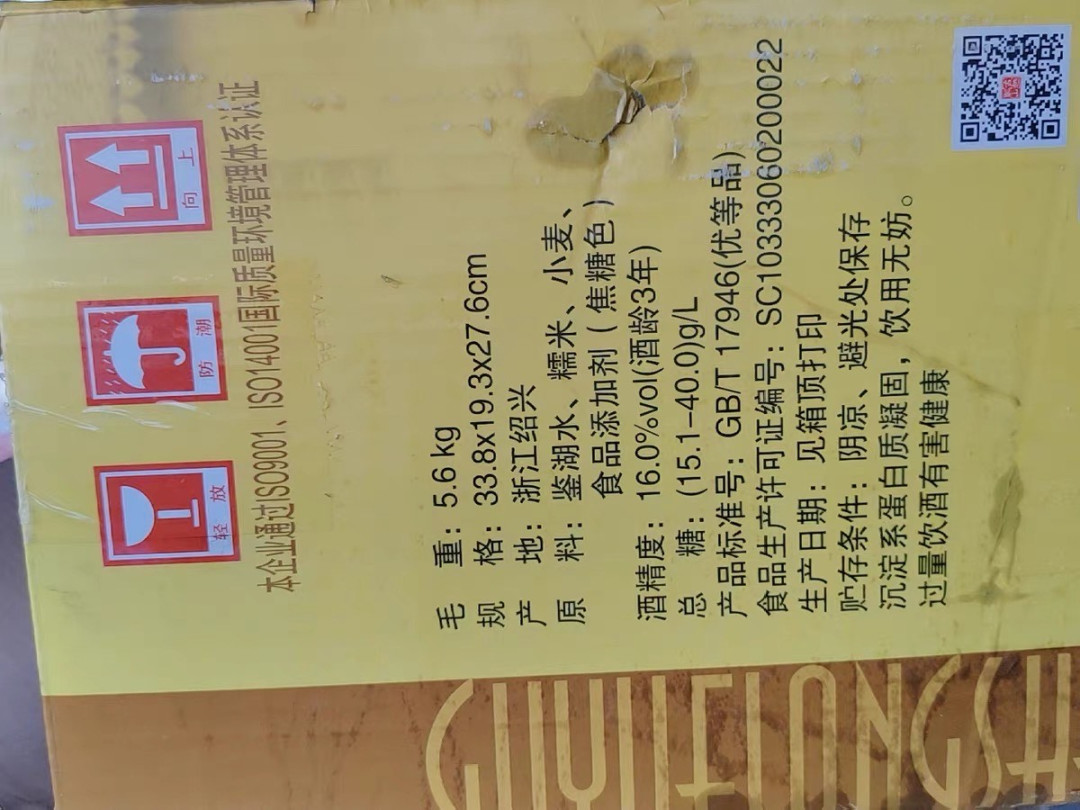 向上
防潮
轻放
本企业通过ISO9001、ISO14001国际质量环境管理体系认证
毛重：5.6 kg
规格：33.8x19.3x27.6cm
产地：浙江绍兴
原料：鉴湖水、糯米、小麦、
食品添加剂（焦糖色）
酒精度：16.0%vol(酒龄3年)
总糖：(15.1–40.0)g/L
产品标准号：GB/T 17946(优等品)
食品生产许可证编号：SC10333060200022
生产日期：见箱顶打印
贮存条件：阴凉、避光处保存
沉淀系蛋白质凝固，饮用无妨。
过量饮酒有害健康